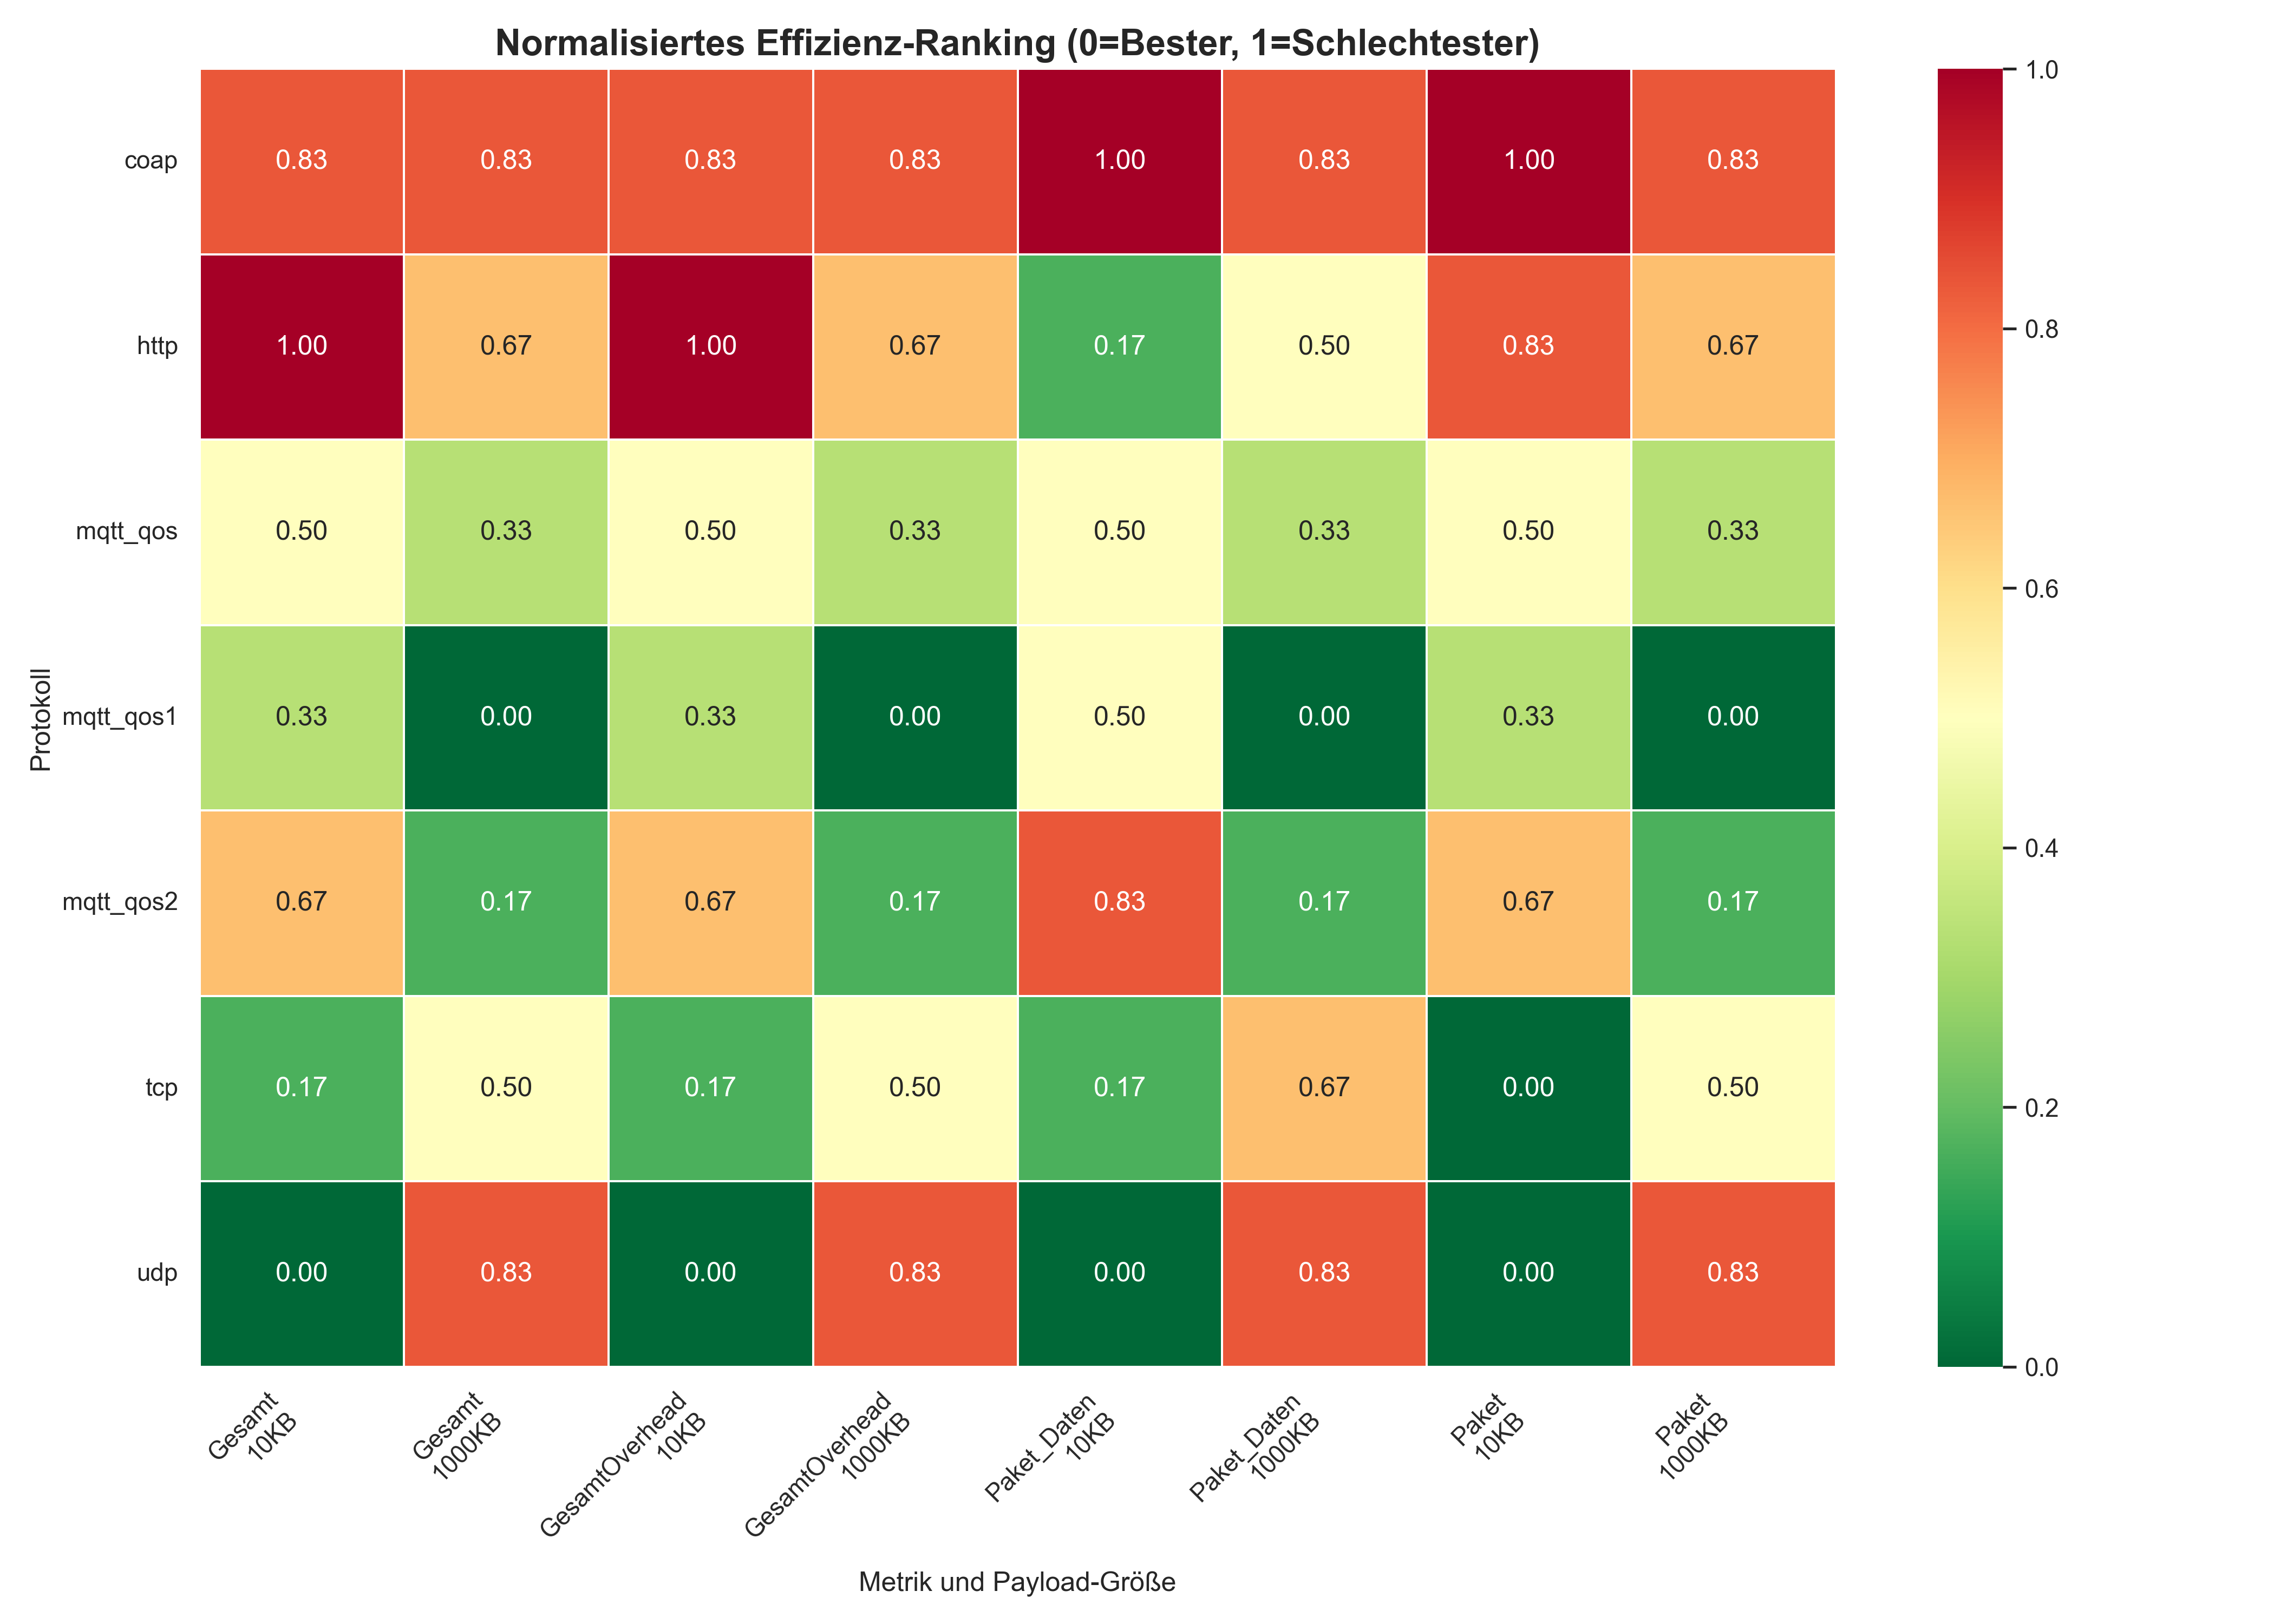 Normalisiertes Effizienz-Ranking (0=Bester, 1=Schlechtester)
Protokoll
coap 0.83 0.83 0.83 0.83 1.00 0.83 1.00 0.83
http 1.00 0.67 1.00 0.67 0.17 0.50 0.83 0.67
mqtt_qos 0.50 0.33 0.50 0.33 0.50 0.33 0.50 0.33
mqtt_qos1 0.33 0.00 0.33 0.00 0.50 0.00 0.33 0.00
mqtt_qos2 0.67 0.17 0.67 0.17 0.83 0.17 0.67 0.17
tcp 0.17 0.50 0.17 0.50 0.17 0.67 0.00 0.50
udp 0.00 0.83 0.00 0.83 0.00 0.83 0.00 0.83
Gesamt
10KB
Gesamt
1000KB
GesamtOverhead
10KB
GesamtOverhead
1000KB
Paket_Daten
10KB
Paket_Daten
1000KB
Paket
10KB
Paket
1000KB
Metrik und Payload-Größe
1.0
0.8
0.6
0.4
0.2
0.0